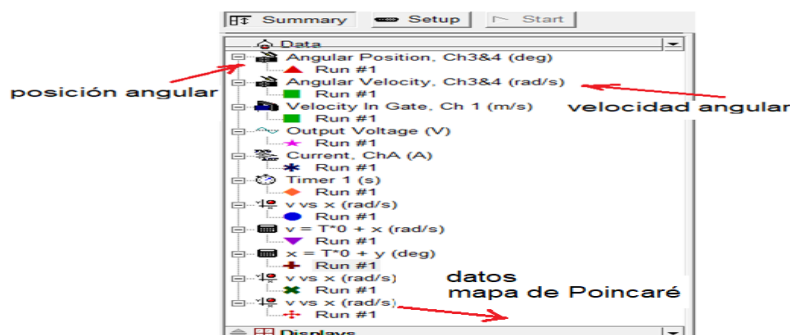 Summary Setup Start
Data
Angular Position, Ch3&4 (deg)
Run #1
posición angular
Angular Velocity, Ch3&4 (rad/s)
Run #1
velocidad angular
Velocity In Gate, Ch 1 (m/s)
Run #1
Output Voltage (V)
Run #1
Current, ChA (A)
Run #1
Timer 1 (s)
Run #1
v vs x (rad/s)
Run #1
v = T*0 + x (rad/s)
Run #1
x = T*0 + y (deg)
Run #1
v vs x (rad/s)
Run #1
v vs x (rad/s)
Run #1
datos
mapa de Poincaré
Displays